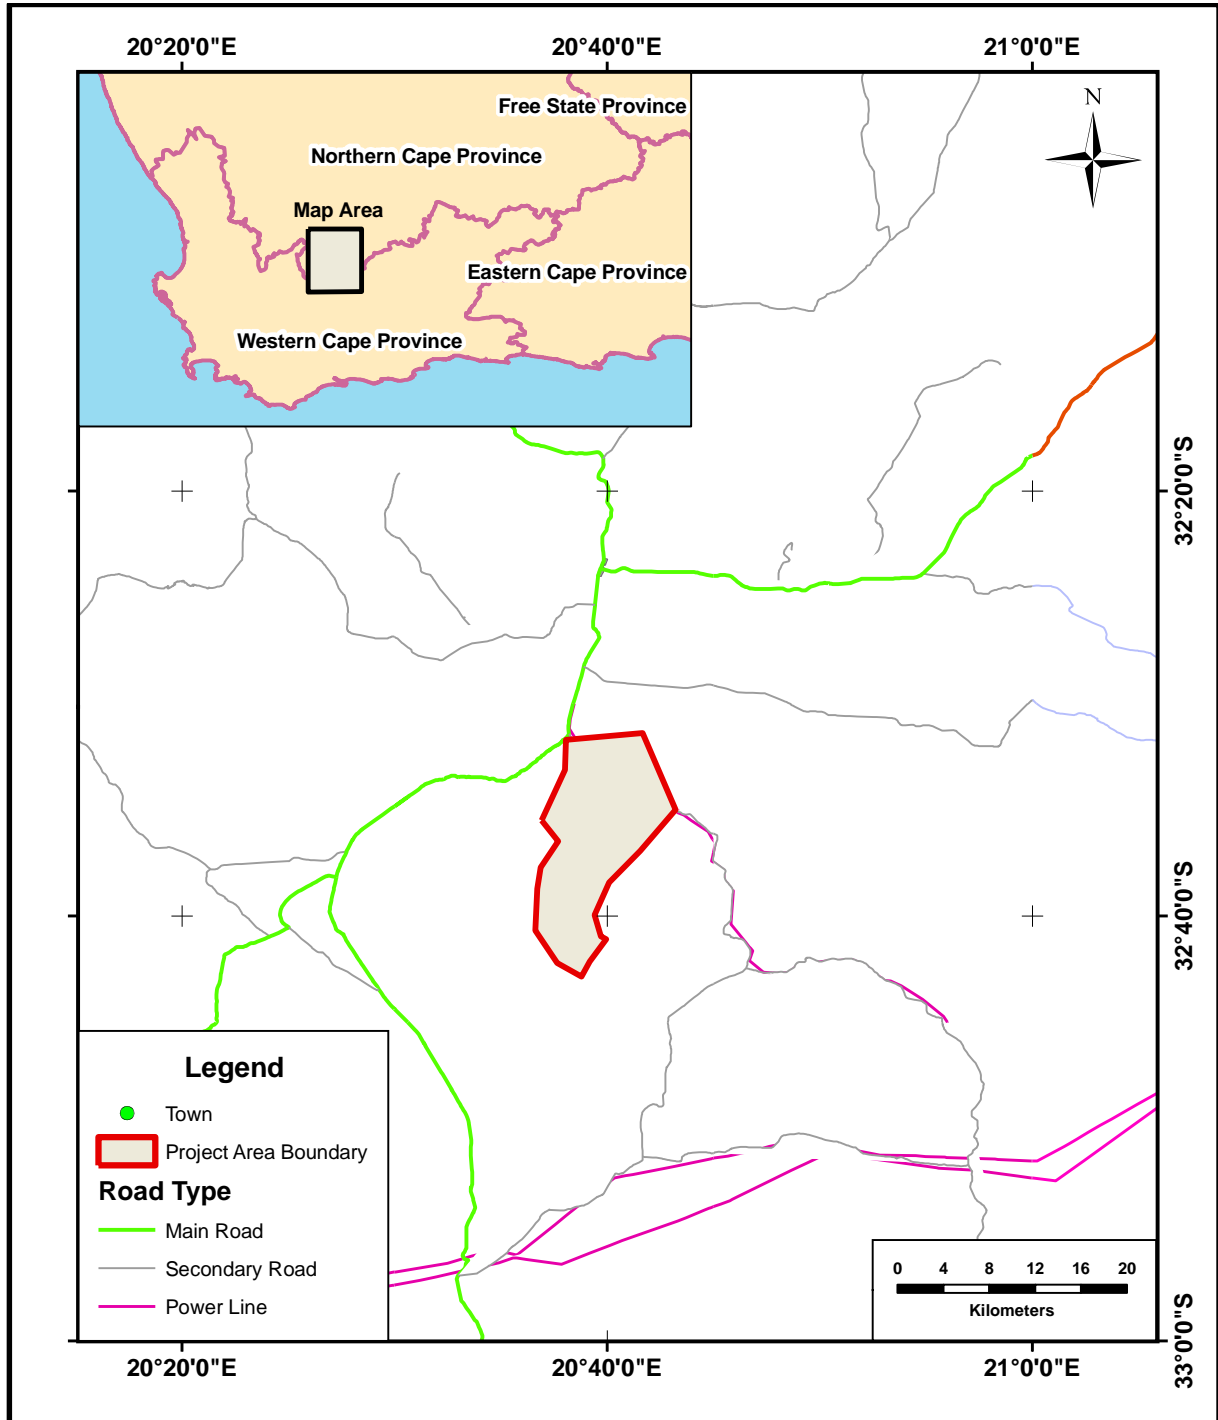 20°20'0"E 20°40'0"E 21°0'0"E
Free State Province
N
Northern Cape Province
Map Area
Eastern Cape Province
Western Cape Province
32°20'0"S
32°40'0"S
33°0'0"S
Legend
Town
Project Area Boundary
Road Type
Main Road
Secondary Road
Power Line
0 4 8 12 16 20
Kilometers
20°20'0"E 20°40'0"E 21°0'0"E